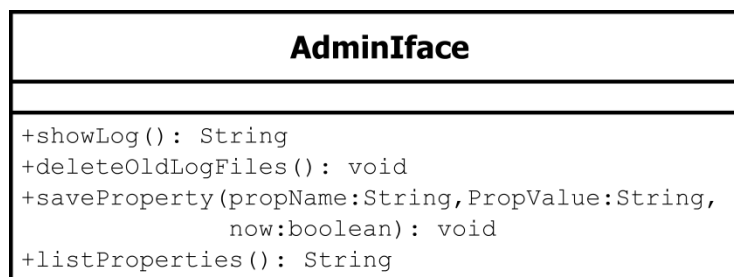 AdminIface
+showLog(): String
+deleteOldLogFiles(): void
+saveProperty(propName:String,PropValue:String,
now:boolean): void
+listProperties(): String